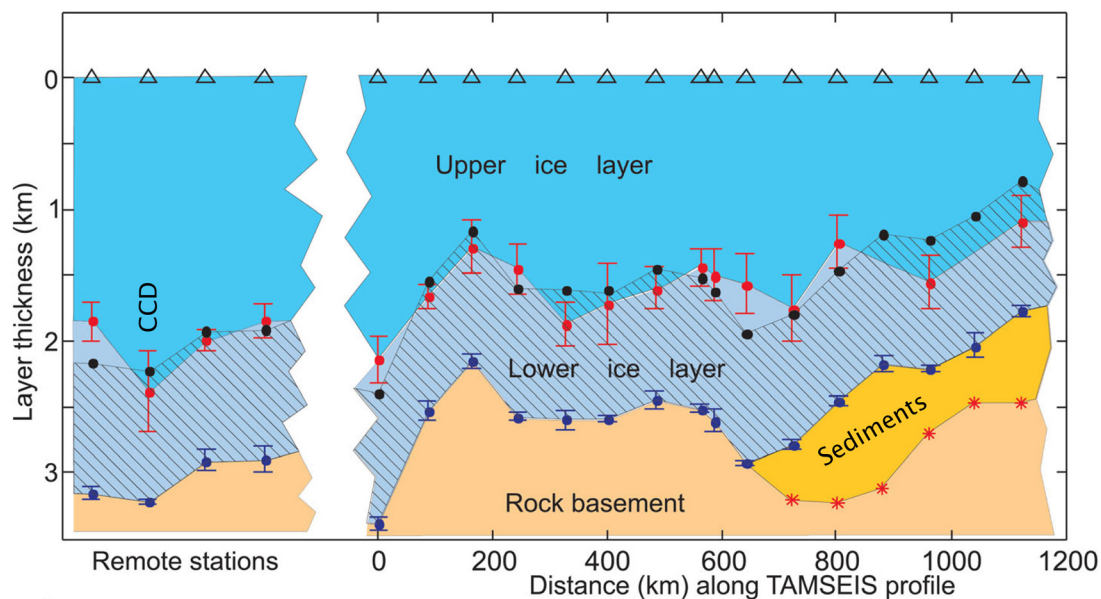 0
1
2
3
Layer thickness (km)
Upper ice layer
CCD
Lower ice layer
Sediments
Rock basement
Remote stations
0 200 400 600 800 1000 1200
Distance (km) along TAMSEIS profile